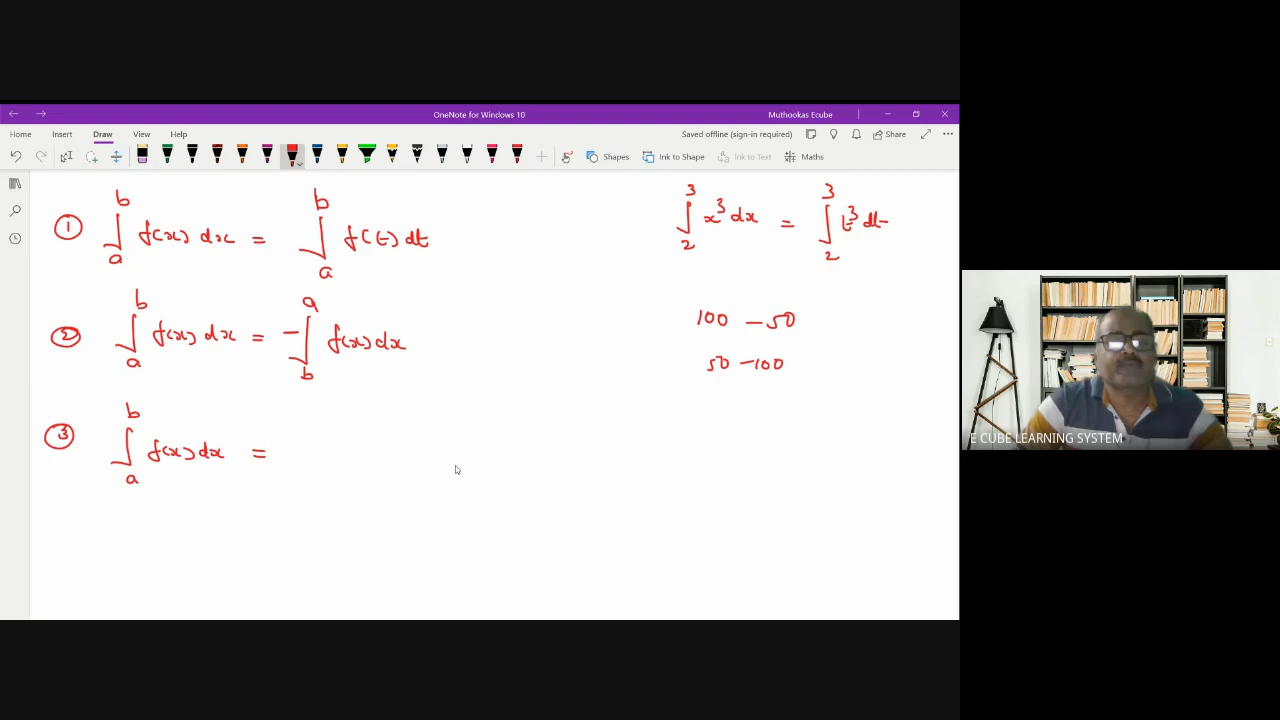 OneNote for Windows 10
Muthookas Ecube
Home Insert Draw View Help
Saved offline (sign-in required) Share
Shapes Ink to Shape Ink to Text Maths
① ∫ₐᵇ f(x) dx = ∫ₐᵇ f(t) dt
∫₂³ x³ dx = ∫₂³ t³ dt
② ∫ₐᵇ f(x) dx = -∫_b^a f(x) dx
100 - 50
50 - 100
③ ∫ₐᵇ f(x) dx =
E CUBE LEARNING SYSTEM